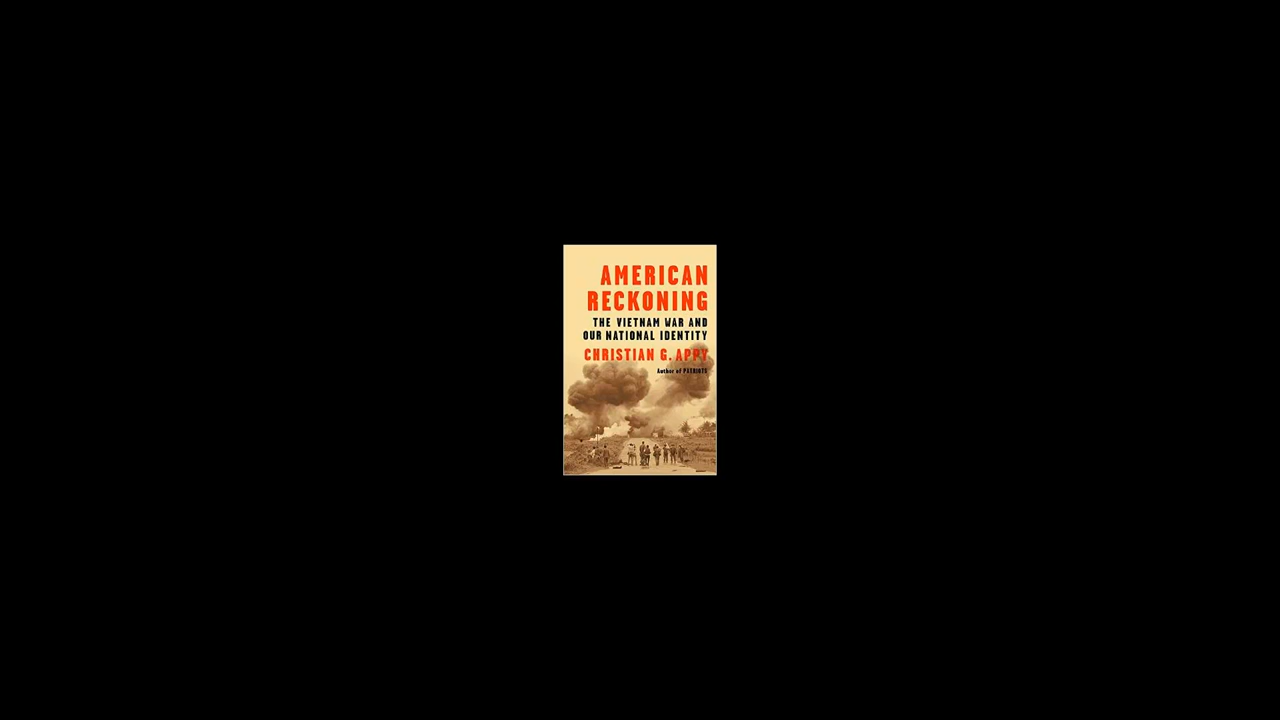 AMERICAN
RECKONING
THE VIETNAM WAR AND
OUR NATIONAL IDENTITY
CHRISTIAN G. APPY
Author of PATRIOTS